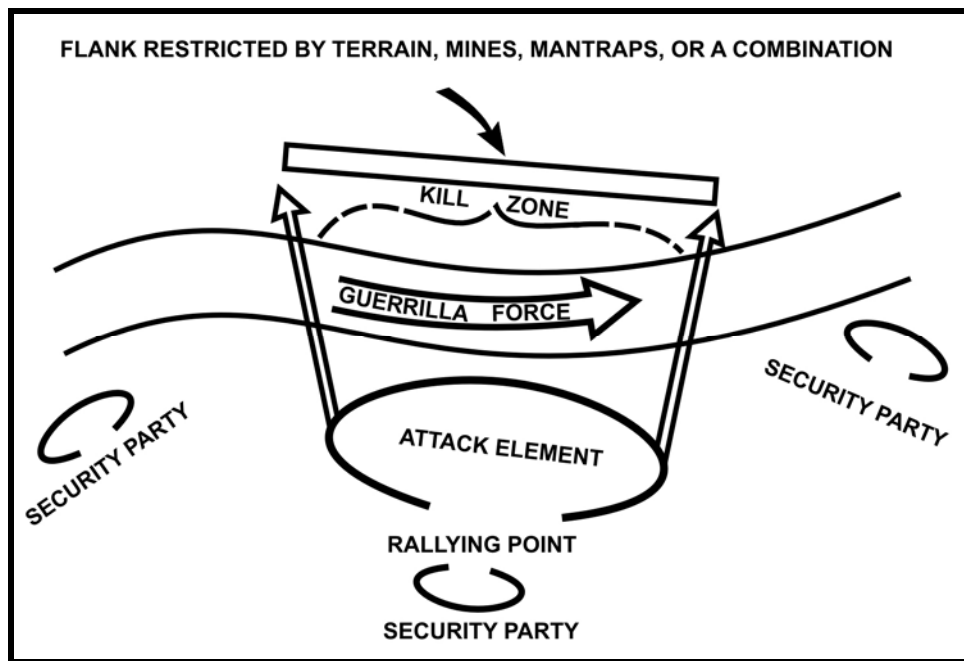 FLANK RESTRICTED BY TERRAIN, MINES, MANTRAPS, OR A COMBINATION
KILL ZONE
GUERRILLA FORCE
SECURITY PARTY
ATTACK ELEMENT
SECURITY PARTY
RALLYING POINT
SECURITY PARTY